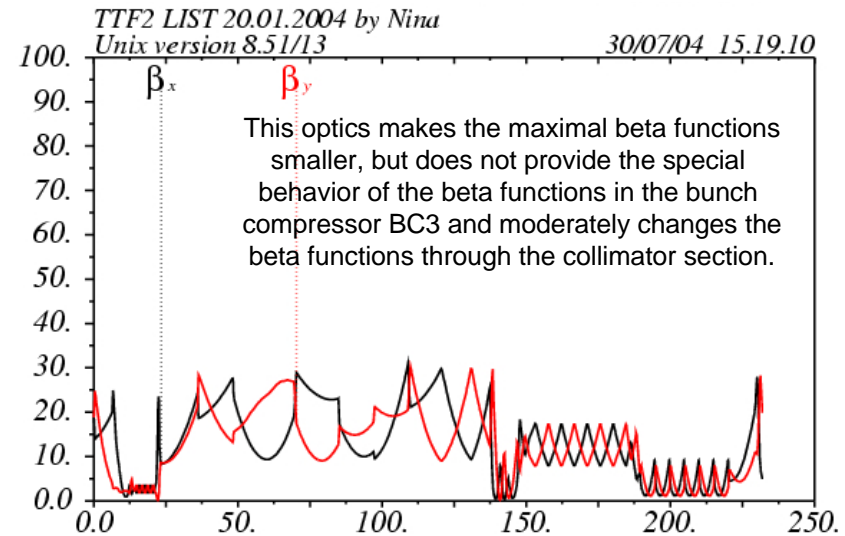 TTF2 LIST 20.01.2004 by Nina
Unix version 8.51/13 30/07/04 15.19.10
100.
βx βy
90.
This optics makes the maximal beta functions
80.
smaller, but does not provide the special
70.
behavior of the beta functions in the bunch
compressor BC3 and moderately changes the
60.
beta functions through the collimator section.
50.
40.
30.
20.
10.
0.0
0.0 50. 100. 150. 200. 250.